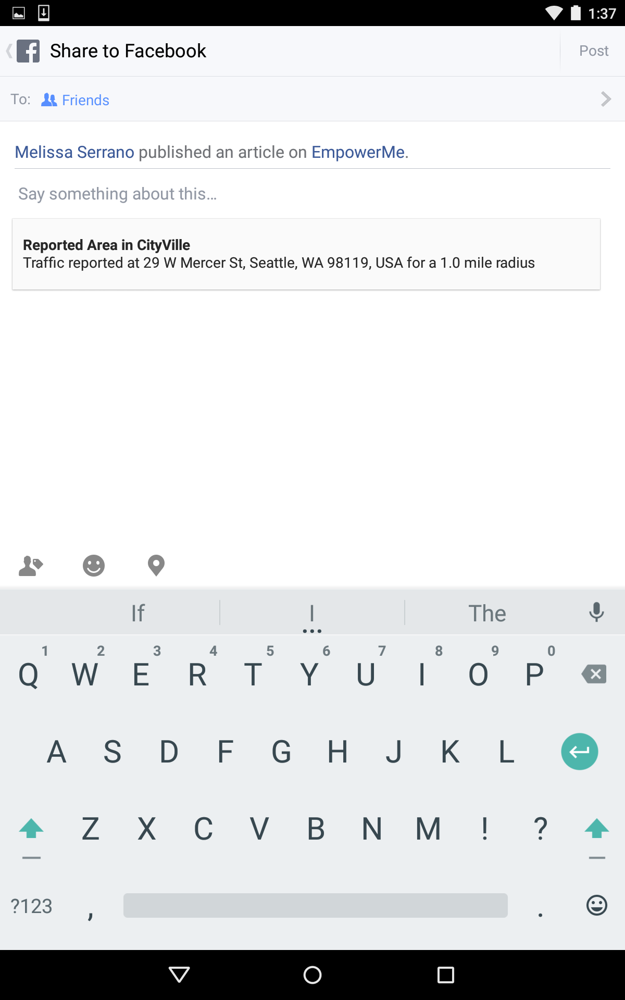 1:37
Share to Facebook
Post
To: Friends
Melissa Serrano published an article on EmpowerMe.
Say something about this...
Reported Area in CityVille
Traffic reported at 29 W Mercer St, Seattle, WA 98119, USA for a 1.0 mile radius
If I The
1 2 3 4 5 6 7 8 9 0
Q W E R T Y U I O P
A S D F G H J K L
Z X C V B N M ! ?
?123 , .